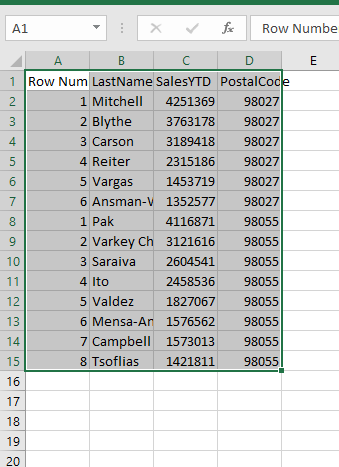 A1 fx Row Numbe
A B C D E
1 Row Num LastName SalesYTD PostalCode
2 1 Mitchell 4251369 98027
3 2 Blythe 3763178 98027
4 3 Carson 3189418 98027
5 4 Reiter 2315186 98027
6 5 Vargas 1453719 98027
7 6 Ansman-W 1352577 98027
8 1 Pak 4116871 98055
9 2 Varkey Ch 3121616 98055
10 3 Saraiva 2604541 98055
11 4 Ito 2458536 98055
12 5 Valdez 1827067 98055
13 6 Mensa-An 1576562 98055
14 7 Campbell 1573013 98055
15 8 Tsoflias 1421811 98055
16
17
18
19
20